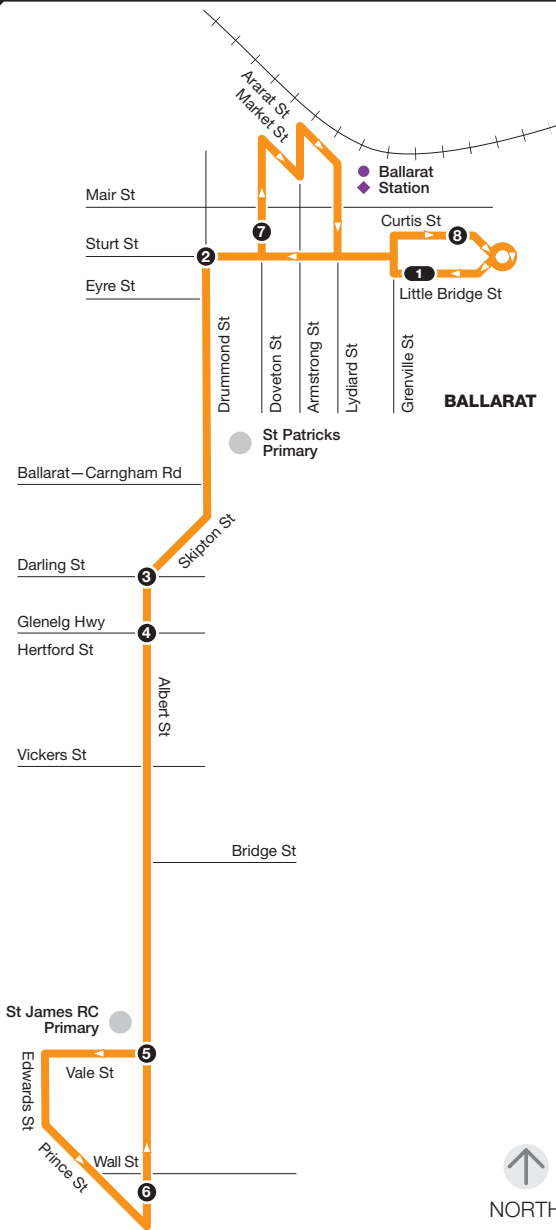 Ararat St
Market St
Ballarat
Station
Mair St
7
Curtis St
8
Sturt St
2
1
Eyre St
Little Bridge St
Drummond St
Doveton St
Armstrong St
Lydiard St
Grenville St
BALLARAT
St Patricks
Primary
Ballarat—Carngham Rd
Skipton St
Darling St
3
Glenelg Hwy
4
Hertford St
Albert St
Vickers St
Bridge St
St James RC
Primary
5
Edwards St
Vale St
Prince St
Wall St
6
NORTH